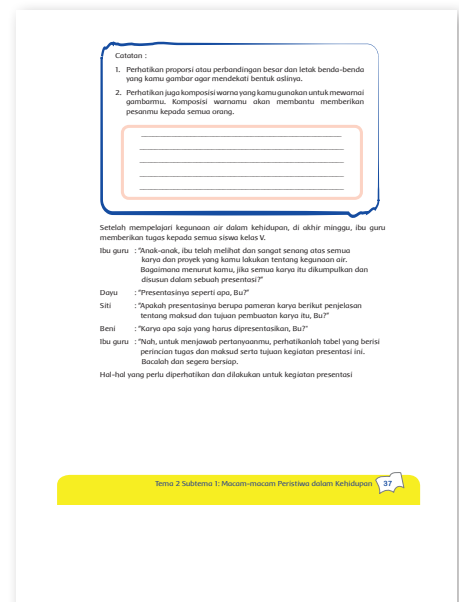 Catatan :
1. Perhatikan proporsi atau perbandingan besar dan letak benda-benda
yang kamu gambar agar mendekati bentuk aslinya.
2. Perhatikan juga komposisi warna yang kamu gunakan untuk mewarnai
gambarmu. Komposisi warnamu akan membantu memberikan
pesanmu kepada semua orang.
Setelah mempelajari kegunaan air dalam kehidupan, di akhir minggu, ibu guru
memberikan tugas kepada semua siswa kelas V.
Ibu guru : "Anak-anak, ibu telah melihat dan sangat senang atas semua
karya dan proyek yang kamu lakukan tentang kegunaan air.
Bagaimana menurut kamu, jika semua karya itu dikumpulkan dan
disusun dalam sebuah presentasi?"
Dayu : "Presentasinya seperti apa, Bu?"
Siti : "Apakah presentasinya berupa pameran karya berikut penjelasan
tentang maksud dan tujuan pembuatan karya itu, Bu?"
Beni : "Karya apa saja yang harus dipresentasikan, Bu?"
Ibu guru : "Nah, untuk menjawab pertanyaanmu, perhatikanlah tabel yang berisi
perincian tugas dan maksud serta tujuan kegiatan presentasi ini.
Bacalah dan segera bersiap.
Hal-hal yang perlu diperhatikan dan dilakukan untuk kegiatan presentasi
Tema 2 Subtema 1: Macam-macam Peristiwa dalam Kehidupan 37